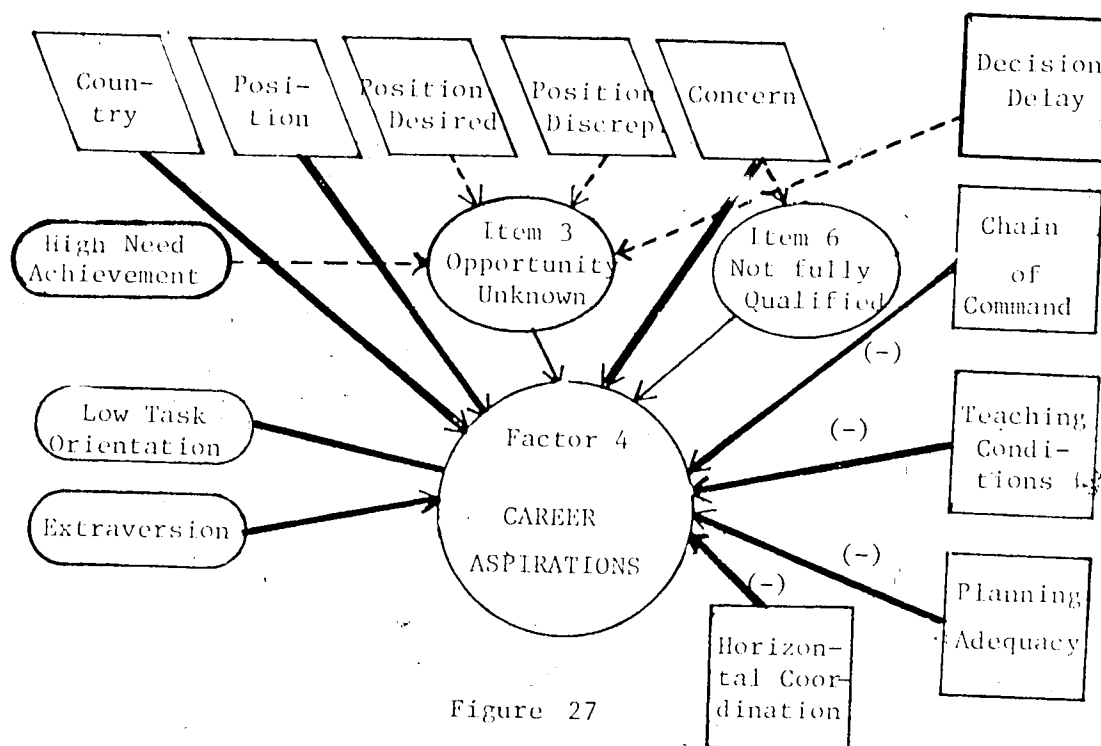 Coun-
try
Posi-
tion
Position
Desired
Position
Discrep.
Concern
Decision
Delay
High Need
Achievement
Item 3
Opportunity
Unknown
Item 6
Not fully
Qualified
Chain
of
Command
(-)
Low Task
Orientation
Factor 4
CAREER
ASPIRATIONS
(-)
Teaching
Condi-
tions
Extraversion
(-)
Planning
Adequacy
(-)
Horizon-
tal Coor-
dination
Figure 27